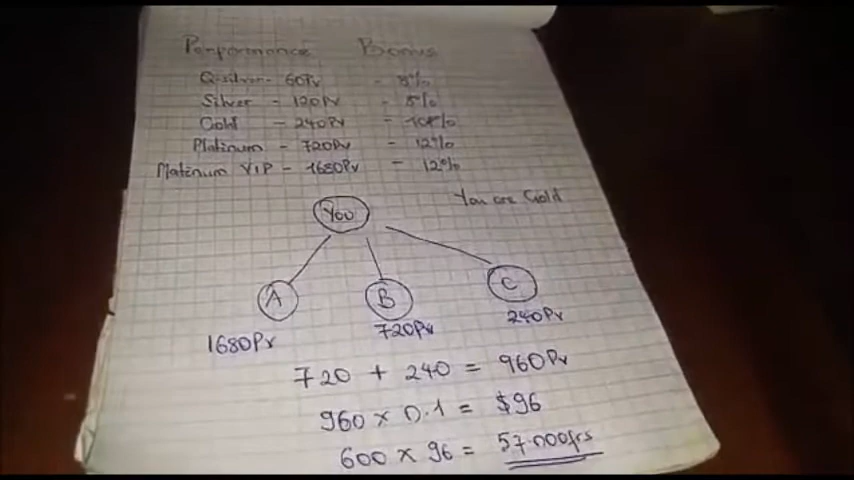 Performance Bonus
Q-silver - 60Pv - 8%
Silver - 120Pv - 8%
Gold - 240Pv - 10%
Platinum - 720Pv - 12%
Platinum VIP - 1680Pv - 12%
You are Gold
You
A B C
1680Pv 720Pv 240Pv
720 + 240 = 960Pv
960 x 0.1 = $96
600 x 96 = 57.000frs